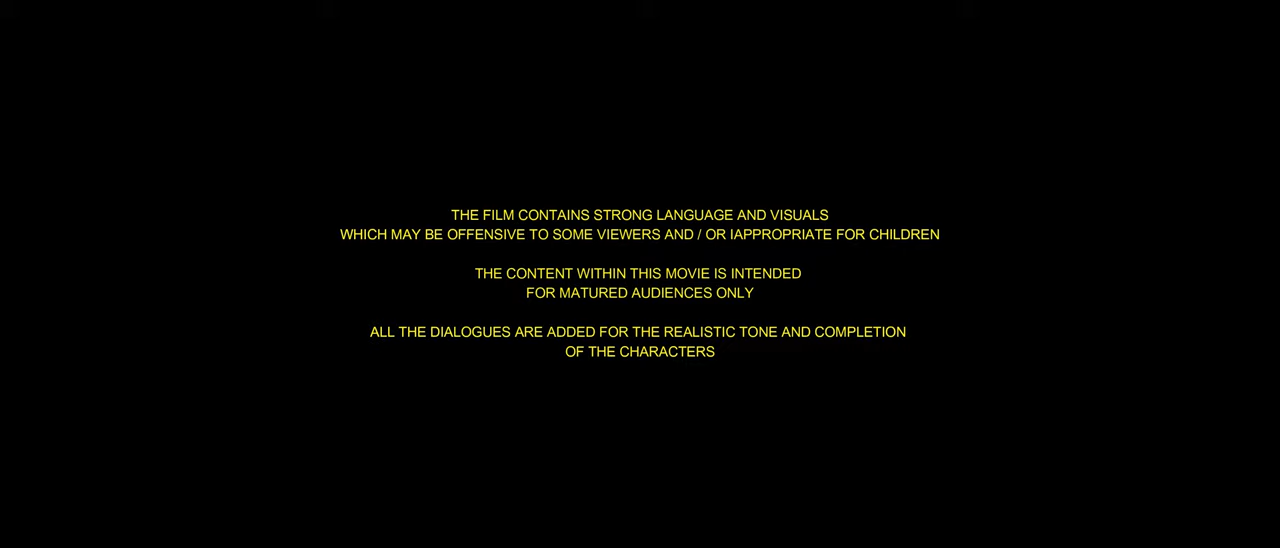 THE FILM CONTAINS STRONG LANGUAGE AND VISUALS
WHICH MAY BE OFFENSIVE TO SOME VIEWERS AND / OR IAPPROPRIATE FOR CHILDREN
THE CONTENT WITHIN THIS MOVIE IS INTENDED
FOR MATURED AUDIENCES ONLY
ALL THE DIALOGUES ARE ADDED FOR THE REALISTIC TONE AND COMPLETION
OF THE CHARACTERS